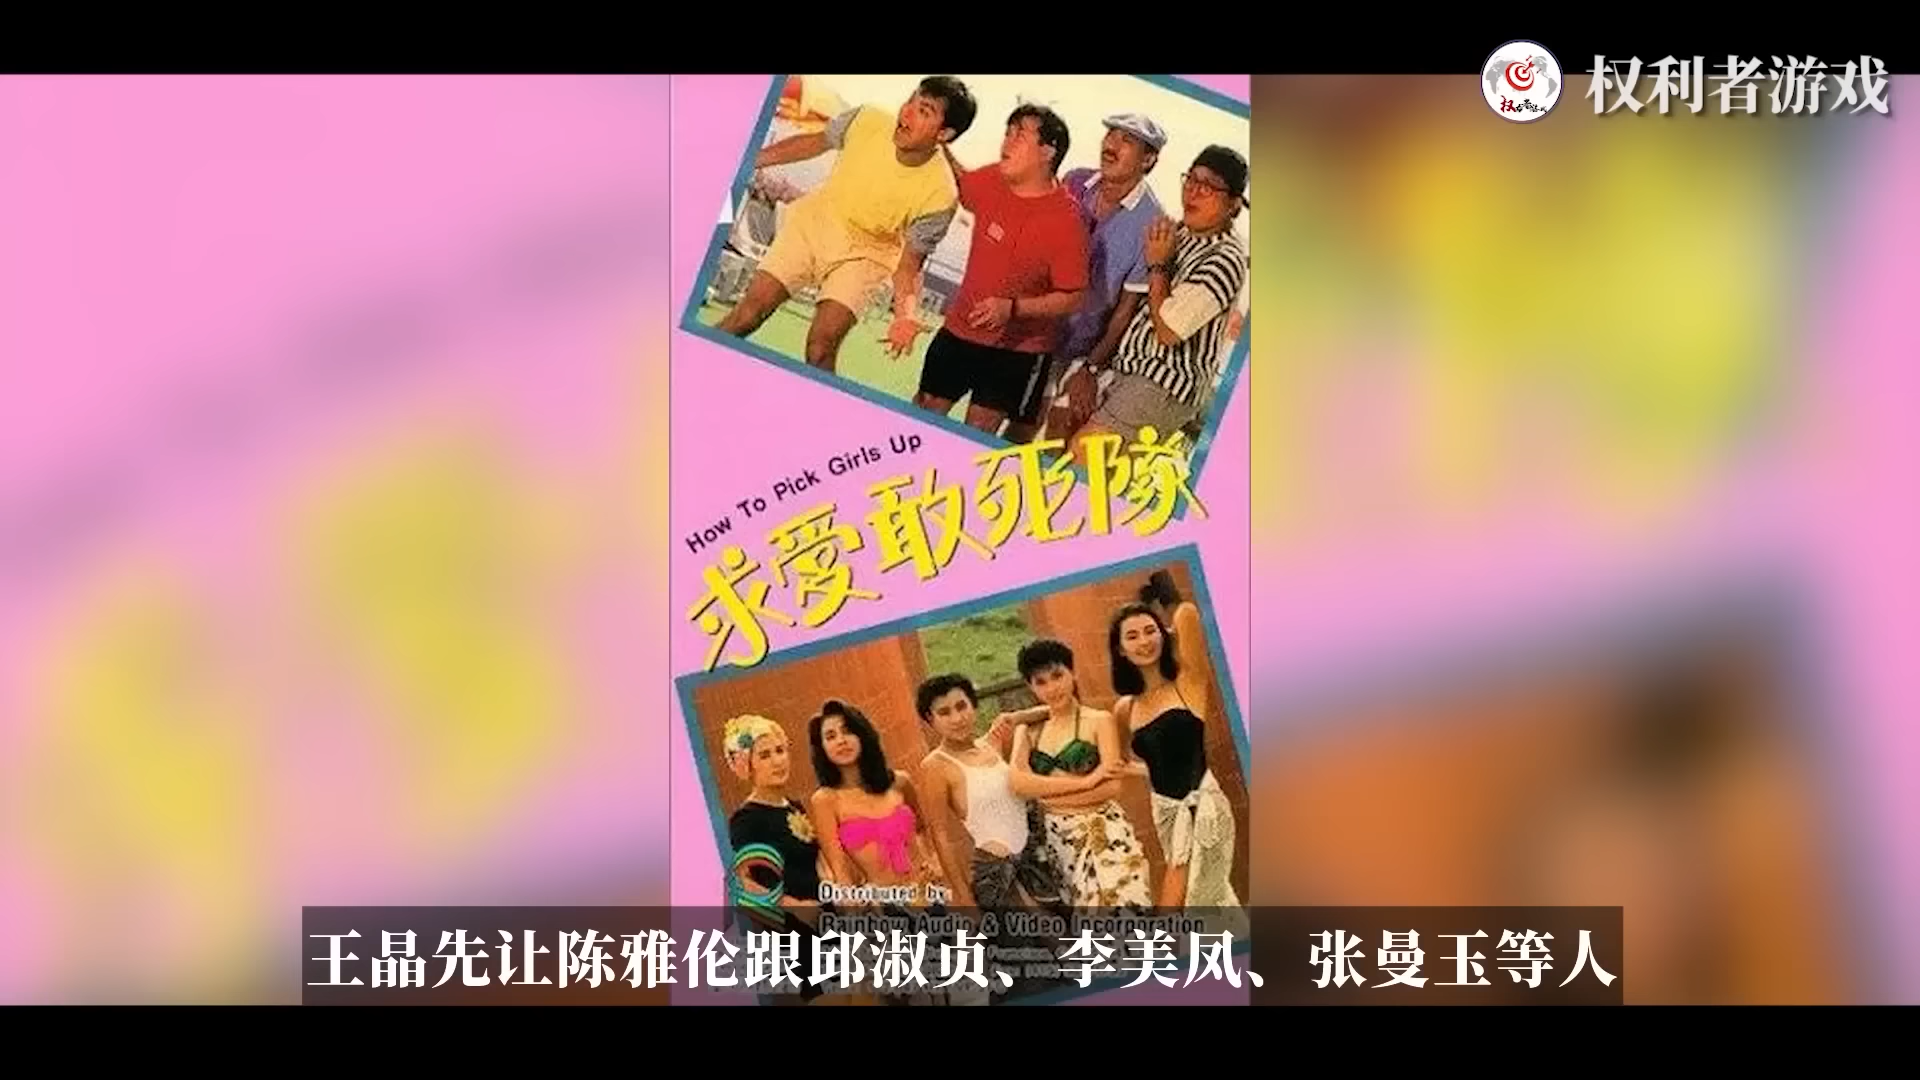 权利者游戏
How To Pick Girls Up
求愛敢死隊
Distributed by:
Rainbow Audio & Video Incorporation
王晶先让陈雅伦跟邱淑贞、李美凤、张曼玉等人